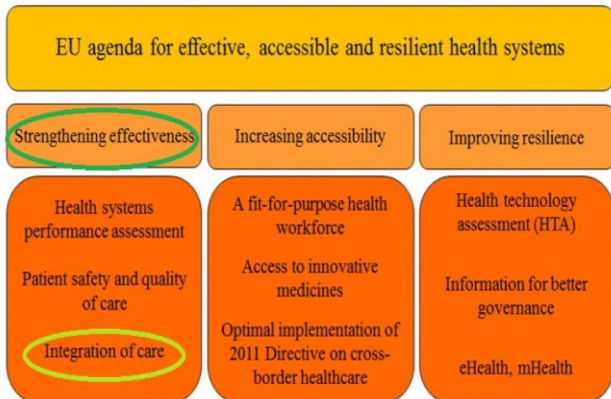 EU agenda for effective, accessible and resilient health systems
Strengthening effectiveness
Increasing accessibility
Improving resilience
Health systems
performance assessment
Patient safety and quality
of care
Integration of care
A fit-for-purpose health
workforce
Access to innovative
medicines
Optimal implementation of
2011 Directive on cross-
border healthcare
Health technology
assessment (HTA)
Information for better
governance
eHealth, mHealth